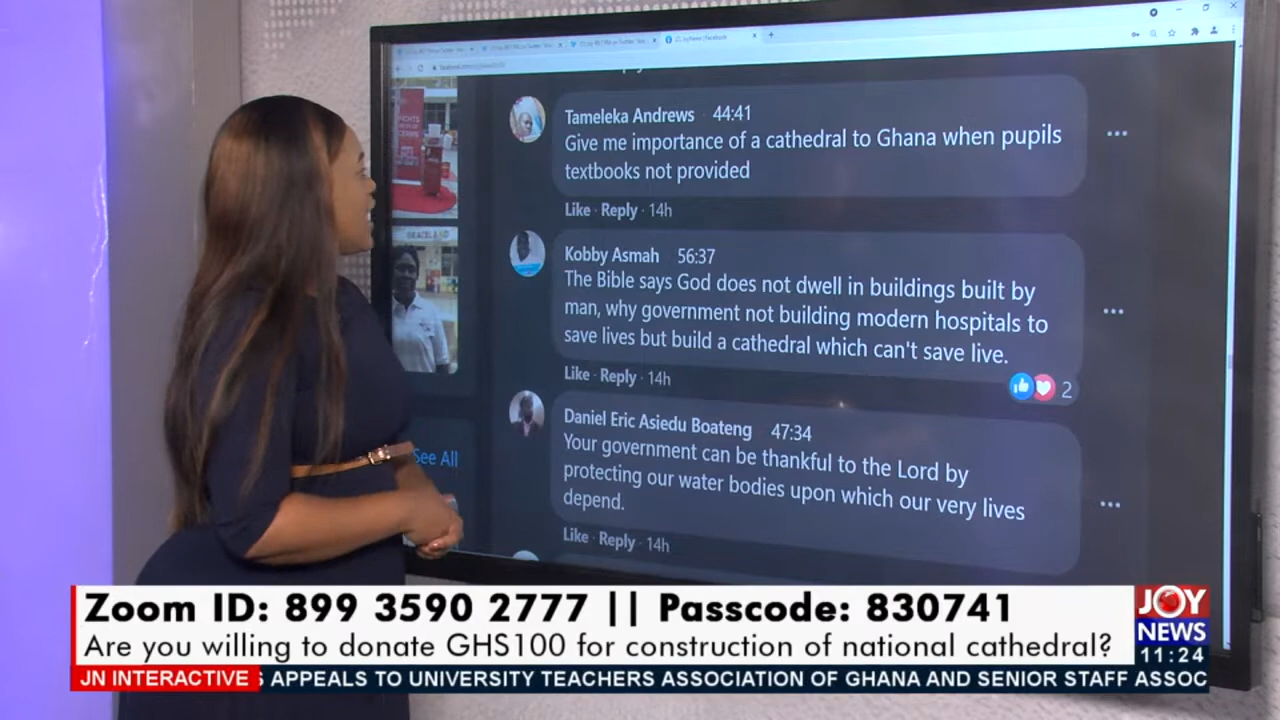 Tameleka Andrews 44:41
Give me importance of a cathedral to Ghana when pupils
textbooks not provided
Like · Reply · 14h
Kobby Asmah 56:37
The Bible says God does not dwell in buildings built by
man, why government not building modern hospitals to
save lives but build a cathedral which can't save live.
Like · Reply · 14h
2
Daniel Eric Asiedu Boateng 47:34
Your government can be thankful to the Lord by
protecting our water bodies upon which our very lives
depend.
Like · Reply · 14h
See All
Zoom ID: 899 3590 2777 || Passcode: 830741
Are you willing to donate GHS100 for construction of national cathedral?
JOY
NEWS
11:24
JN INTERACTIVE
APPEALS TO UNIVERSITY TEACHERS ASSOCIATION OF GHANA AND SENIOR STAFF ASSOC